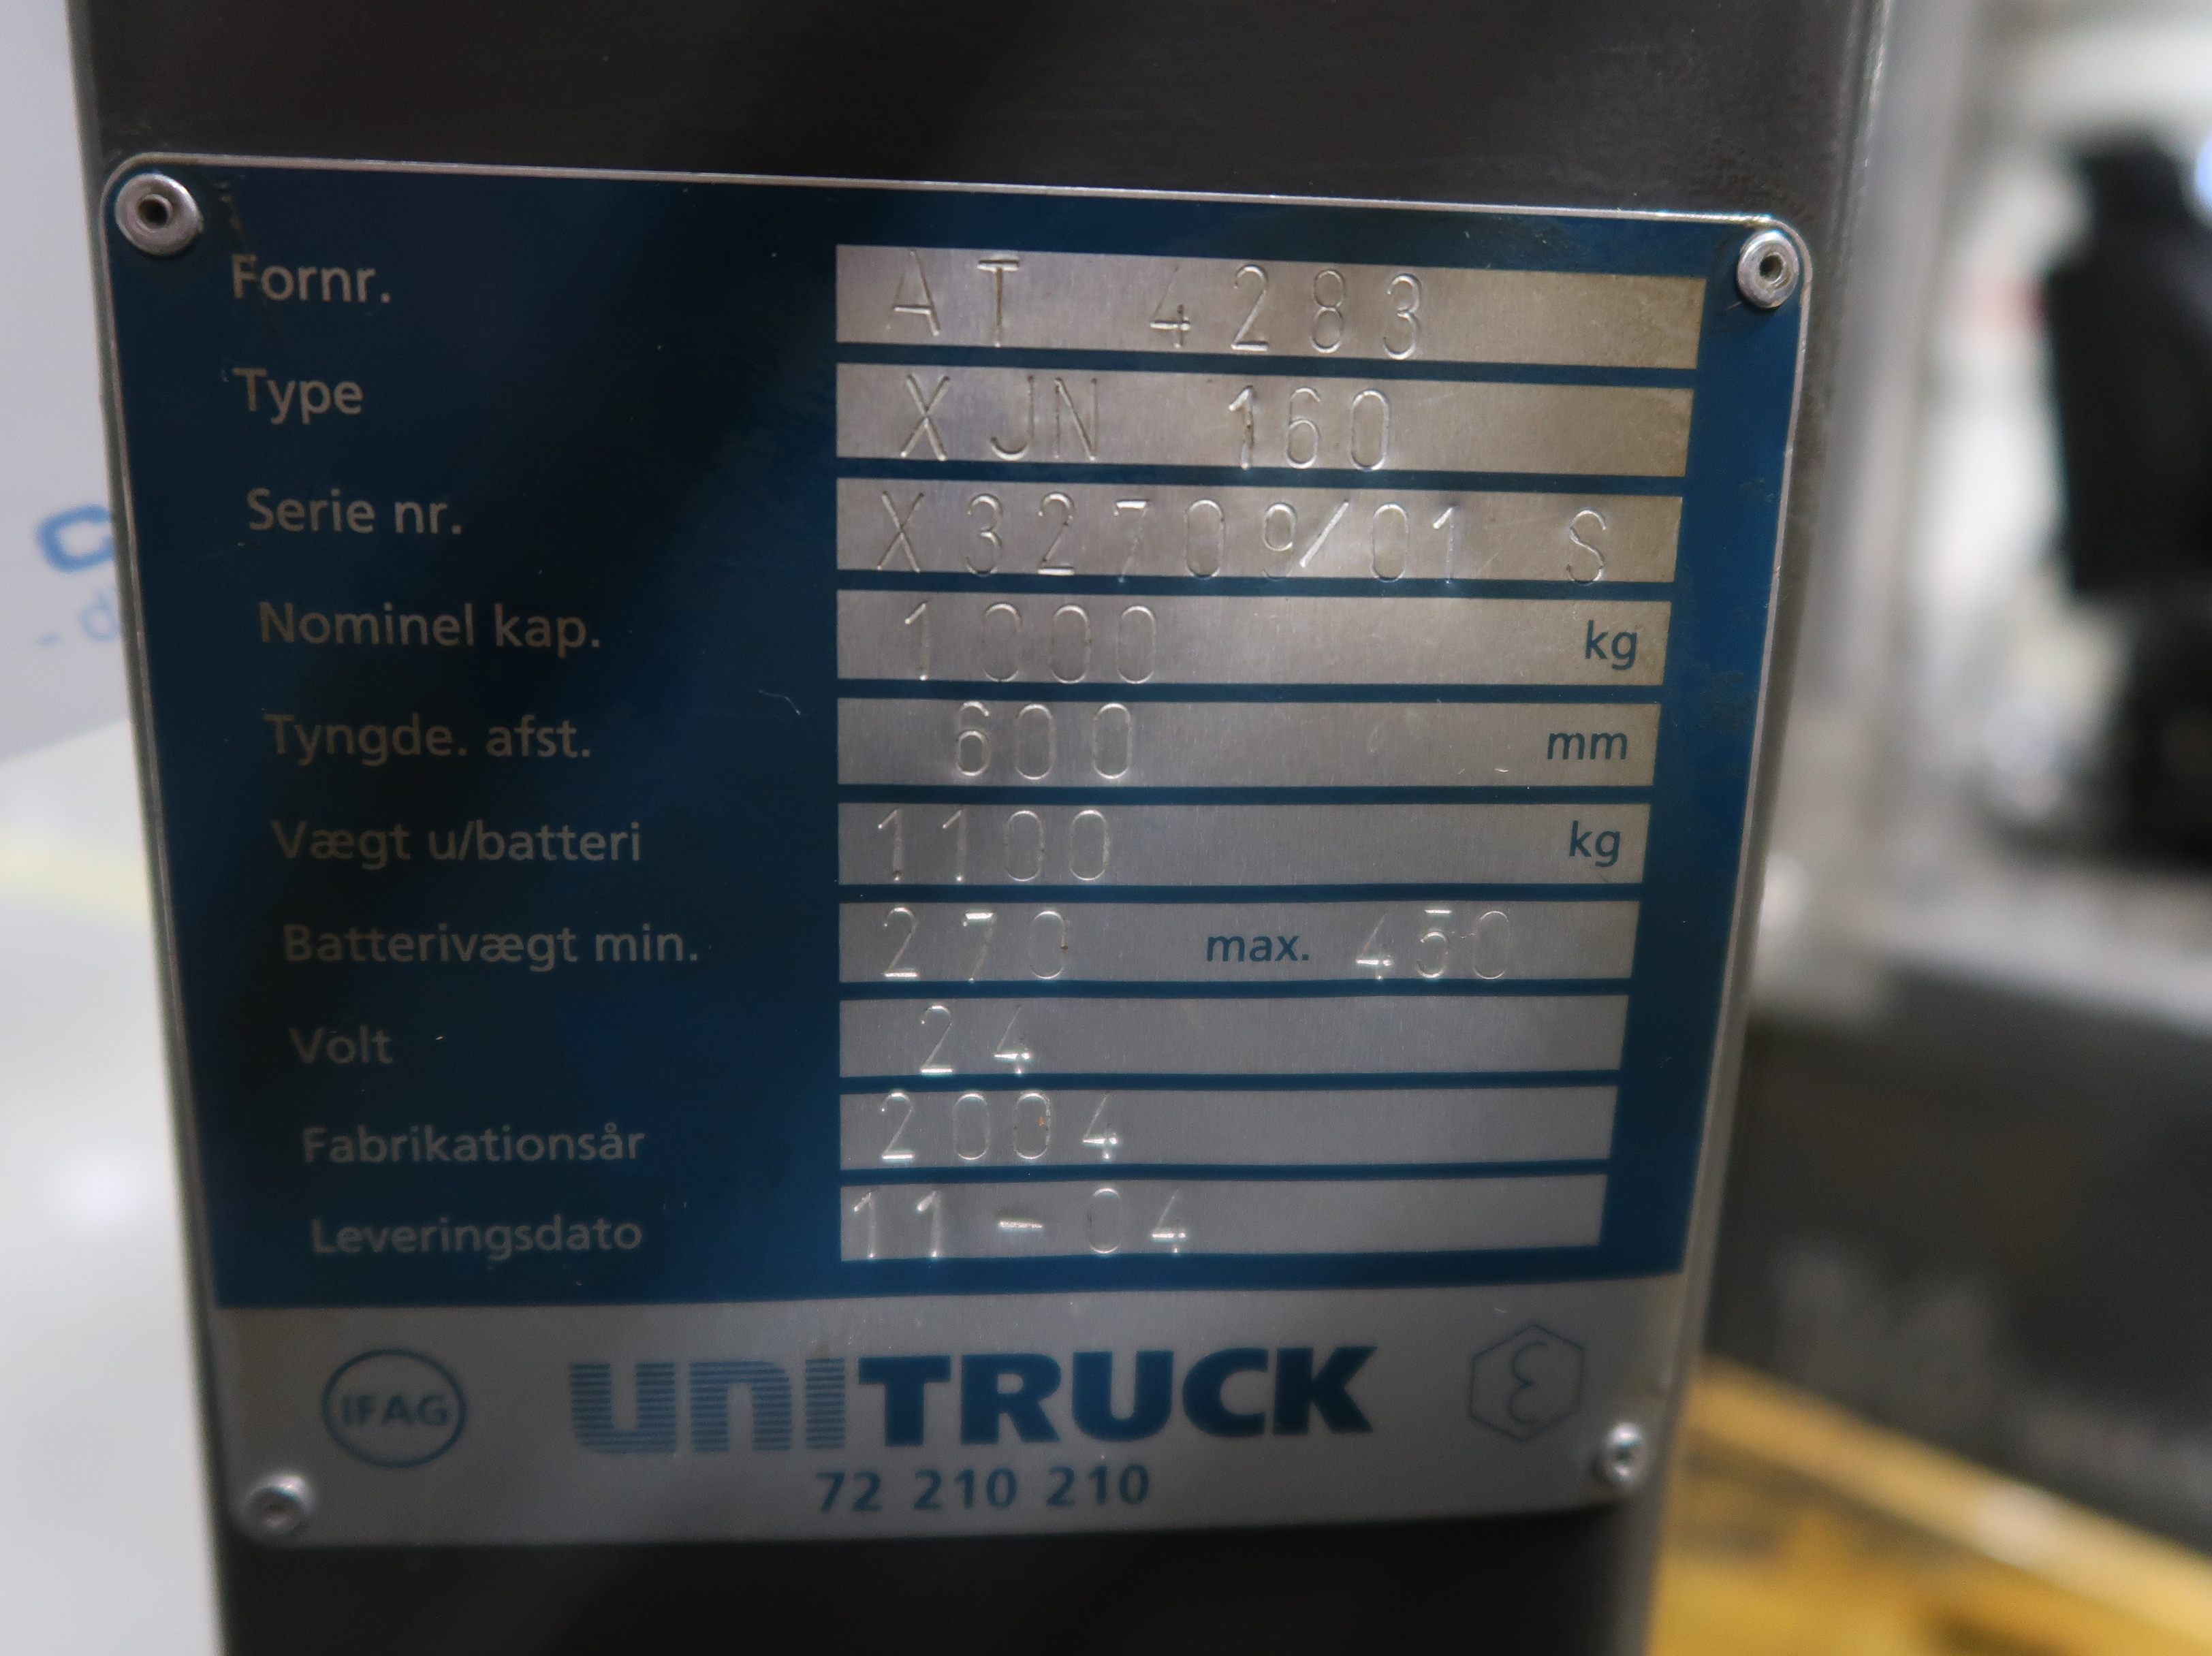 Fornr. AT 4283
Type X JN 160
Serie nr. X32709/01 S
Nominel kap. 1000 kg
Tyngde. afst. 600 mm
Vægt u/batteri 1100 kg
Batterivægt min. 270 max. 450
Volt 24
Fabrikationsår 2004
Leveringsdato 11-04
IFAG UNITRUCK
72 210 210